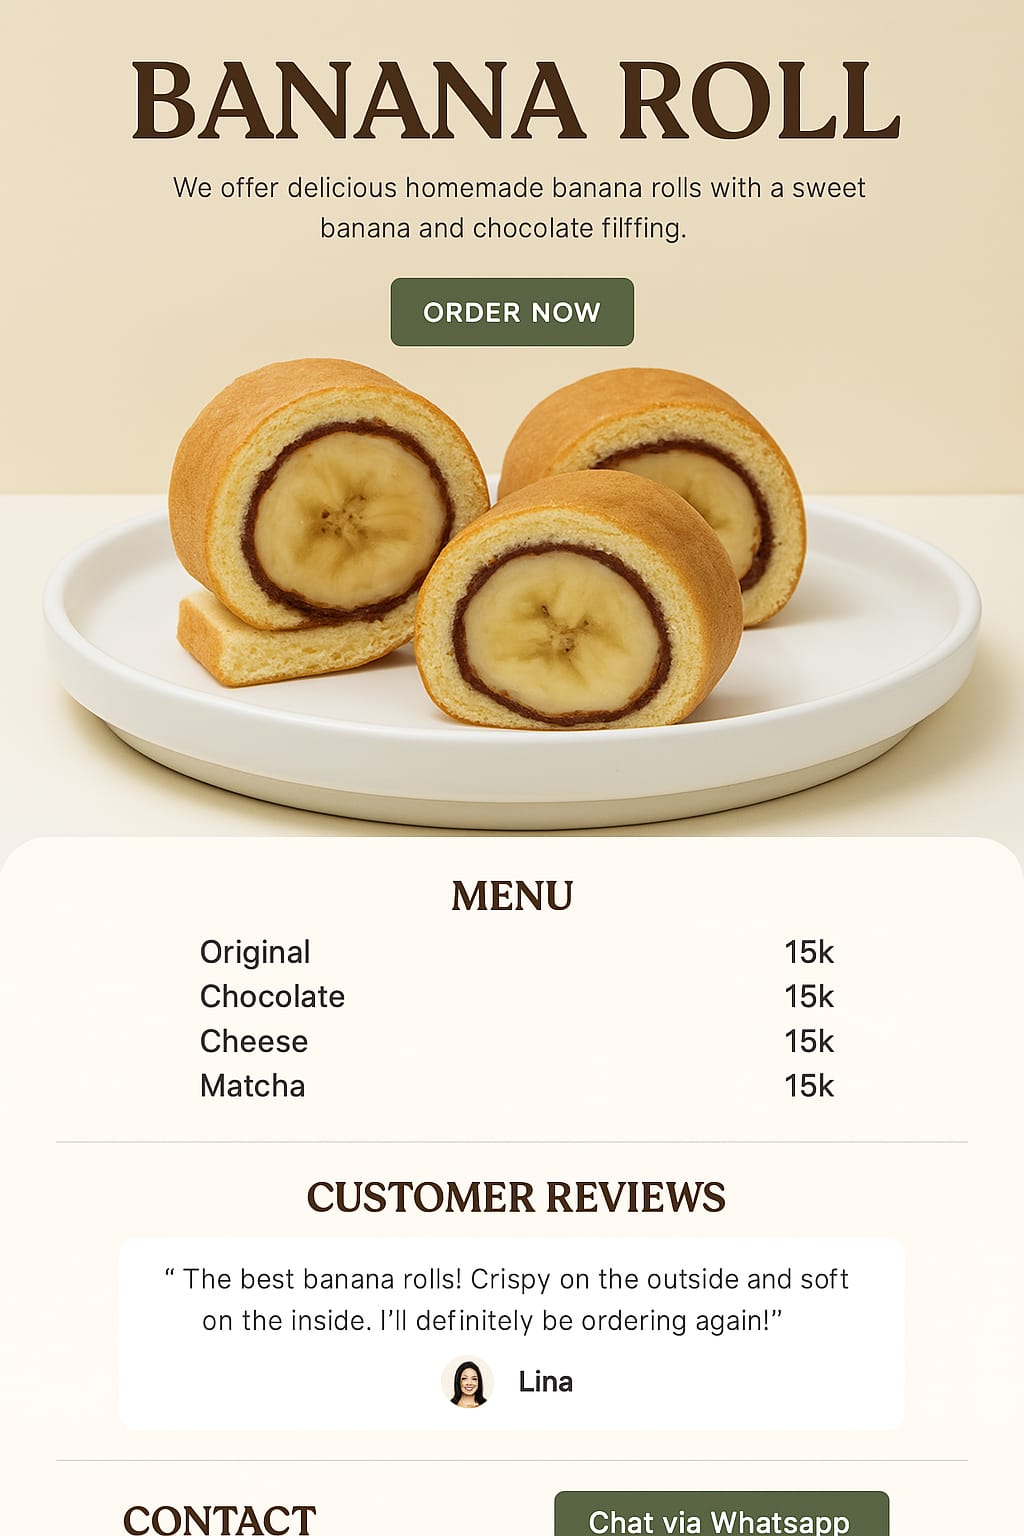 BANANA ROLL
We offer delicious homemade banana rolls with a sweet
banana and chocolate filffing.
ORDER NOW
MENU
Original 15k
Chocolate 15k
Cheese 15k
Matcha 15k
CUSTOMER REVIEWS
“ The best banana rolls! Crispy on the outside and soft
on the inside. I’ll definitely be ordering again!”
Lina
CONTACT
Chat via Whatsapp